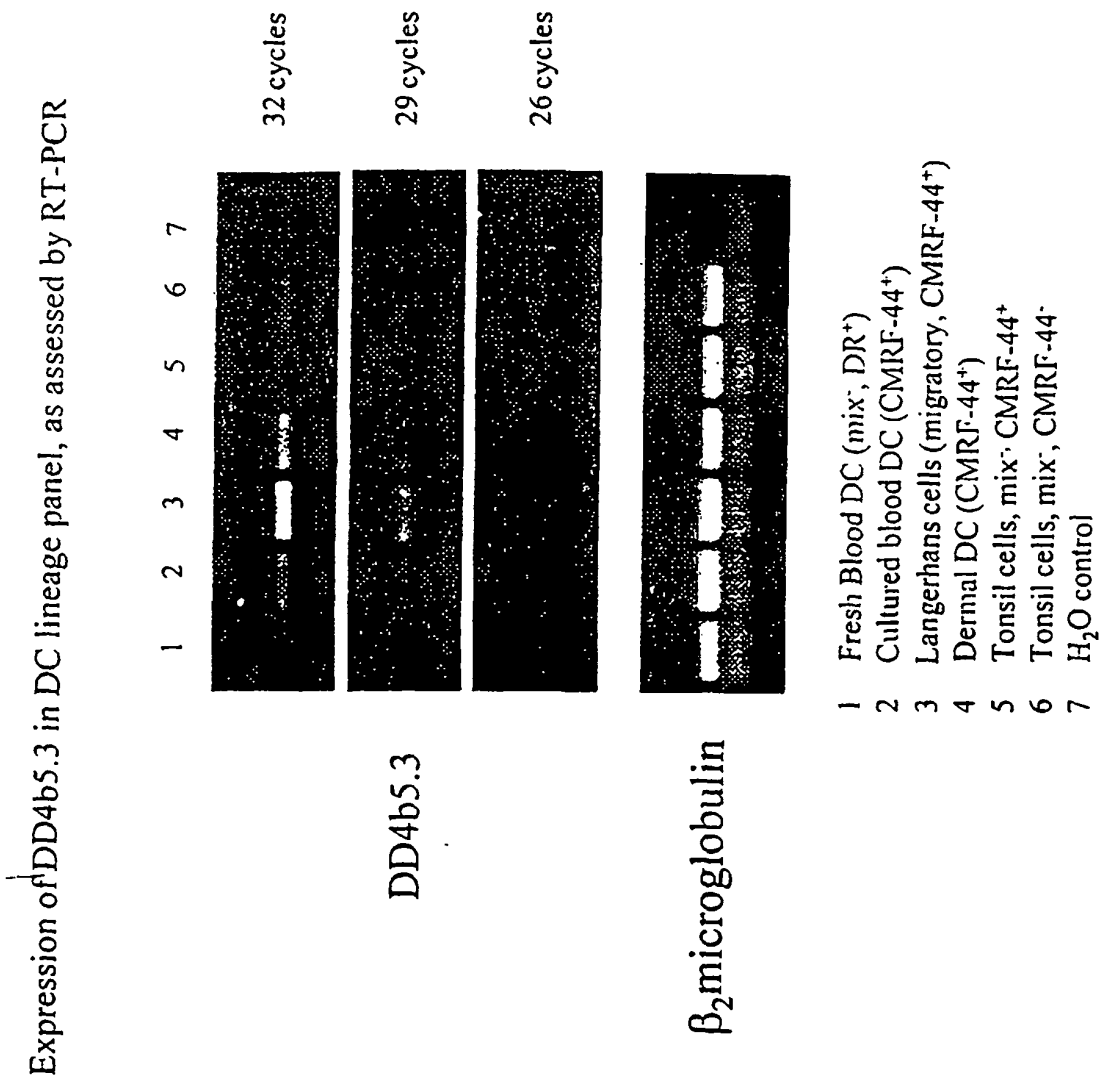 Expression of DD4b5.3 in DC lineage panel, as assessed by RT-PCR
1 2 3 4 5 6 7
DD4b5.3
32 cycles
29 cycles
26 cycles
β₂microglobulin
1 Fresh Blood DC (mix⁻, DR⁺)
2 Cultured blood DC (CMRF-44⁺)
3 Langerhans cells (migratory, CMRF-44⁺)
4 Dermal DC (CMRF-44⁺)
5 Tonsil cells, mix⁻ CMRF-44⁺
6 Tonsil cells, mix⁻, CMRF-44⁻
7 H₂O control